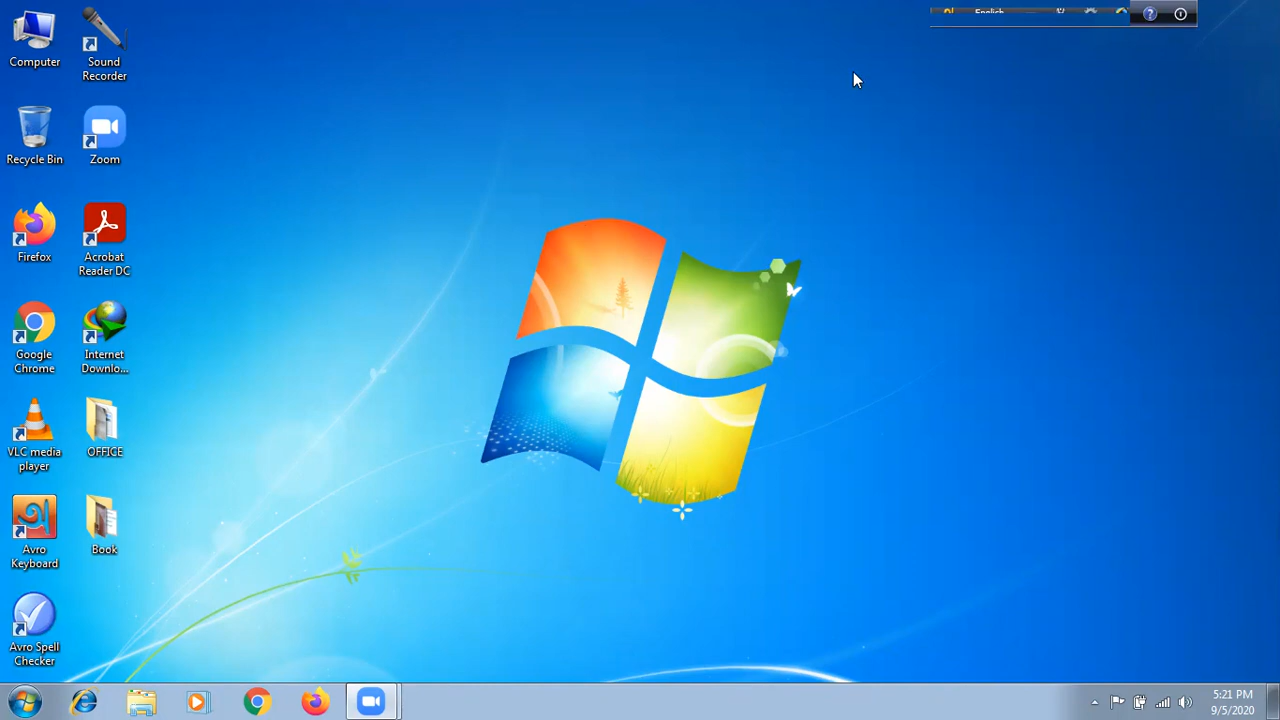 English
Computer
Sound
Recorder
Recycle Bin
Zoom
Firefox
Acrobat
Reader DC
Google
Chrome
Internet
Downlo...
VLC media
player
OFFICE
Avro
Keyboard
Book
Avro Spell
Checker
5:21 PM
9/5/2020